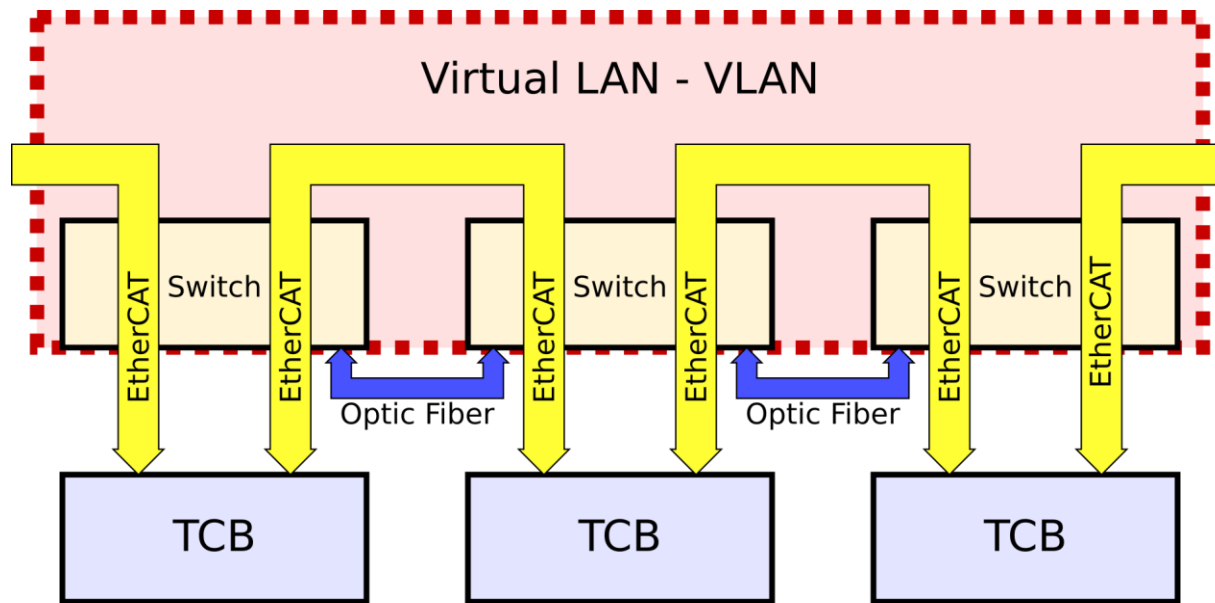 Virtual LAN - VLAN
Switch
Switch
Switch
EtherCAT
EtherCAT
EtherCAT
EtherCAT
EtherCAT
EtherCAT
Optic Fiber
Optic Fiber
TCB
TCB
TCB